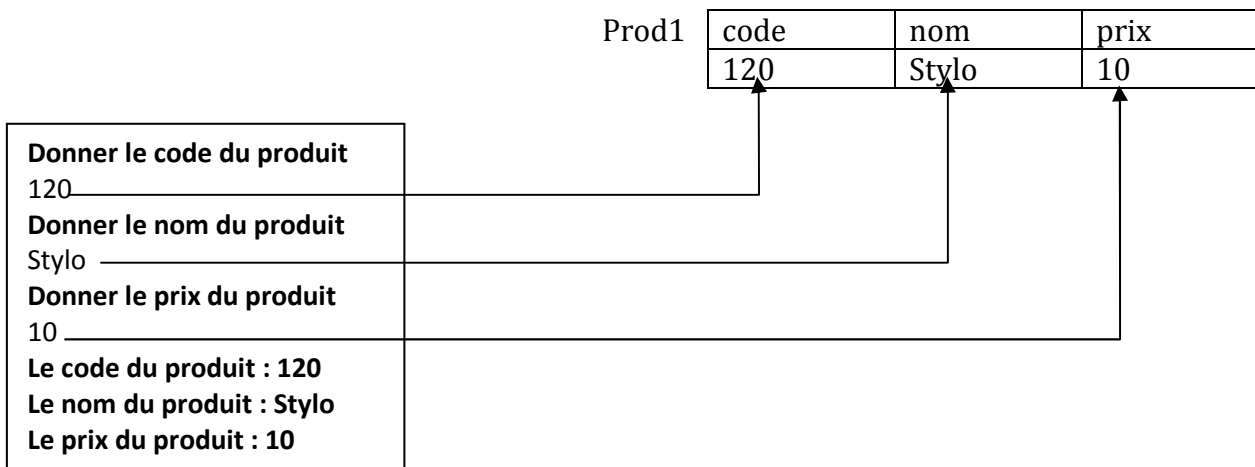 Prod1 code nom prix
120 Stylo 10
Donner le code du produit
120
Donner le nom du produit
Stylo
Donner le prix du produit
10
Le code du produit : 120
Le nom du produit : Stylo
Le prix du produit : 10